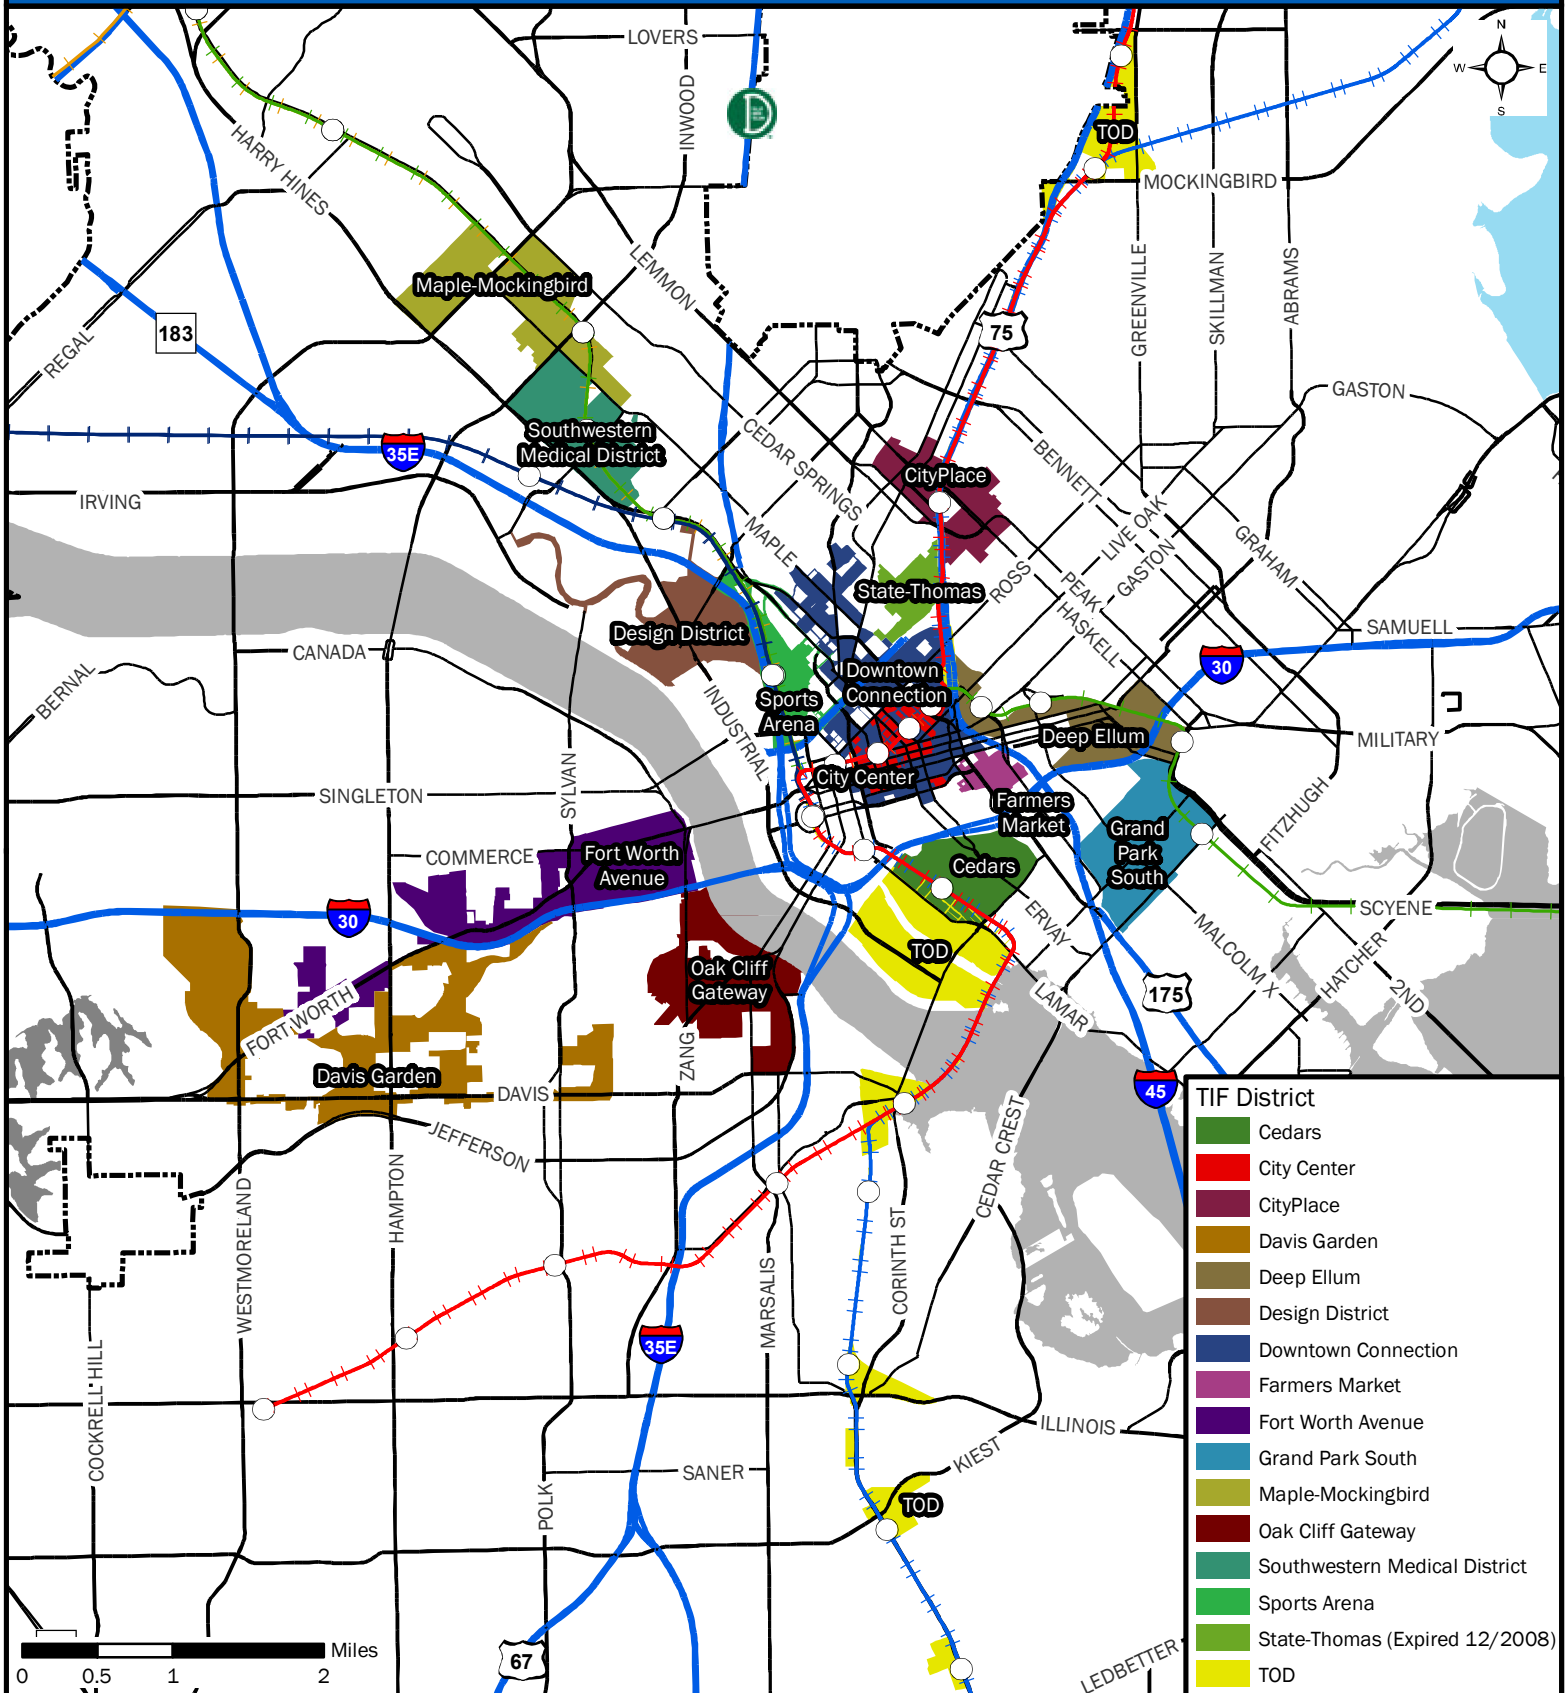 LOVERS
INWOOD
N
W
E
S
TOD
HARRY HINES
MOCKINGBIRD
LEMMON
GREENVILLE
SKILLMAN
ABRAMS
Maple-Mockingbird
183
75
REGAL
GASTON
Southwestern
Medical District
35E
CEDAR SPRINGS
CityPlace
BENNETT
IRVING
MAPLE
LIVE OAK
GASTON
GRAHAM
ROSS
PEAK
HASKELL
State-Thomas
Design District
SAMUELL
CANADA
30
BERNAL
Downtown
Connection
Sports
Arena
INDUSTRIAL
Deep Ellum
MILITARY
City Center
SYLVAN
SINGLETON
Farmers
Market
FITZHUGH
Grand
Park
South
COMMERCE
Fort Worth
Avenue
Cedars
30
SCYENE
ERVAY
MALCOLM X
HATCHER
2ND
TOD
Oak Cliff
Gateway
175
LAMAR
FORT WORTH
ZANG
Davis Garden
DAVIS
45
JEFFERSON
CEDAR CREST
HAMPTON
WESTMORELAND
CORINTH ST
MARSALIS
35E
COCKRELL HILL
ILLINOIS
KIEST
SANER
POLK
TOD
67
LEDBETTER
Miles
0
0.5
1
2
TIF District
Cedars
City Center
CityPlace
Davis Garden
Deep Ellum
Design District
Downtown Connection
Farmers Market
Fort Worth Avenue
Grand Park South
Maple-Mockingbird
Oak Cliff Gateway
Southwestern Medical District
Sports Arena
State-Thomas (Expired 12/2008)
TOD